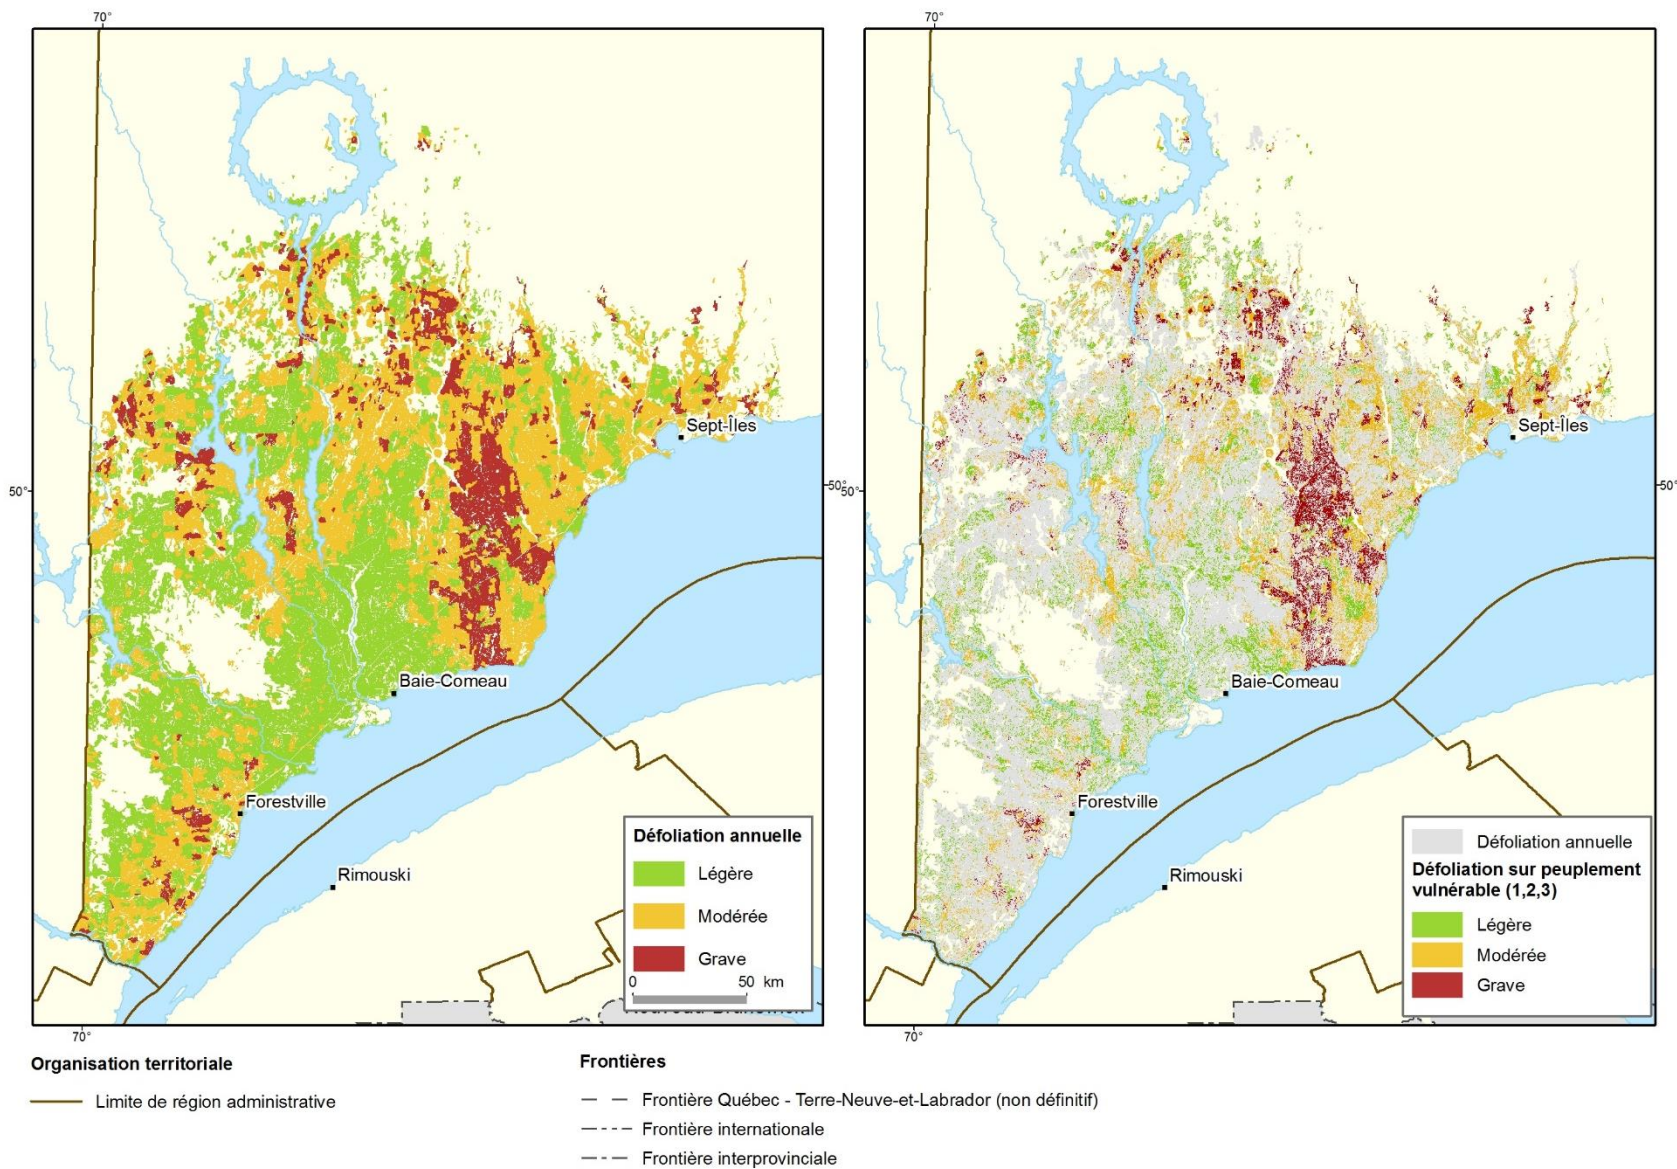 70°
70°
50°
50°
50°
50°
Sept-Îles
Baie-Comeau
Forestville
Rimouski
Défoliation annuelle
Légère
Modérée
Grave
0 50 km
Sept-Îles
Baie-Comeau
Forestville
Rimouski
Défoliation annuelle
Défoliation sur peuplement
vulnérable (1,2,3)
Légère
Modérée
Grave
70°
70°
Organisation territoriale
Limite de région administrative
Frontières
Frontière Québec - Terre-Neuve-et-Labrador (non définitif)
Frontière internationale
Frontière interprovinciale